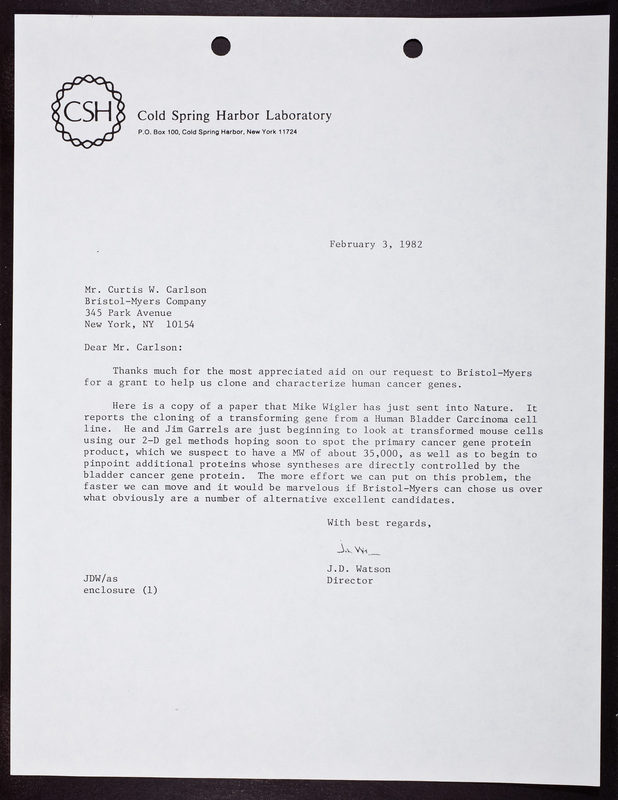 CSH
Cold Spring Harbor Laboratory
P.O. Box 100, Cold Spring Harbor, New York 11724
February 3, 1982
Mr. Curtis W. Carlson
Bristol-Myers Company
345 Park Avenue
New York, NY 10154
Dear Mr. Carlson:
Thanks much for the most appreciated aid on our request to Bristol-Myers
for a grant to help us clone and characterize human cancer genes.
Here is a copy of a paper that Mike Wigler has just sent into Nature. It
reports the cloning of a transforming gene from a Human Bladder Carcinoma cell
line. He and Jim Garrels are just beginning to look at transformed mouse cells
using our 2-D gel methods hoping soon to spot the primary cancer gene protein
product, which we suspect to have a MW of about 35,000, as well as to begin to
pinpoint additional proteins whose syntheses are directly controlled by the
bladder cancer gene protein. The more effort we can put on this problem, the
faster we can move and it would be marvelous if Bristol-Myers can chose us over
what obviously are a number of alternative excellent candidates.
With best regards,
J.D. Watson
Director
JDW/as
enclosure (1)